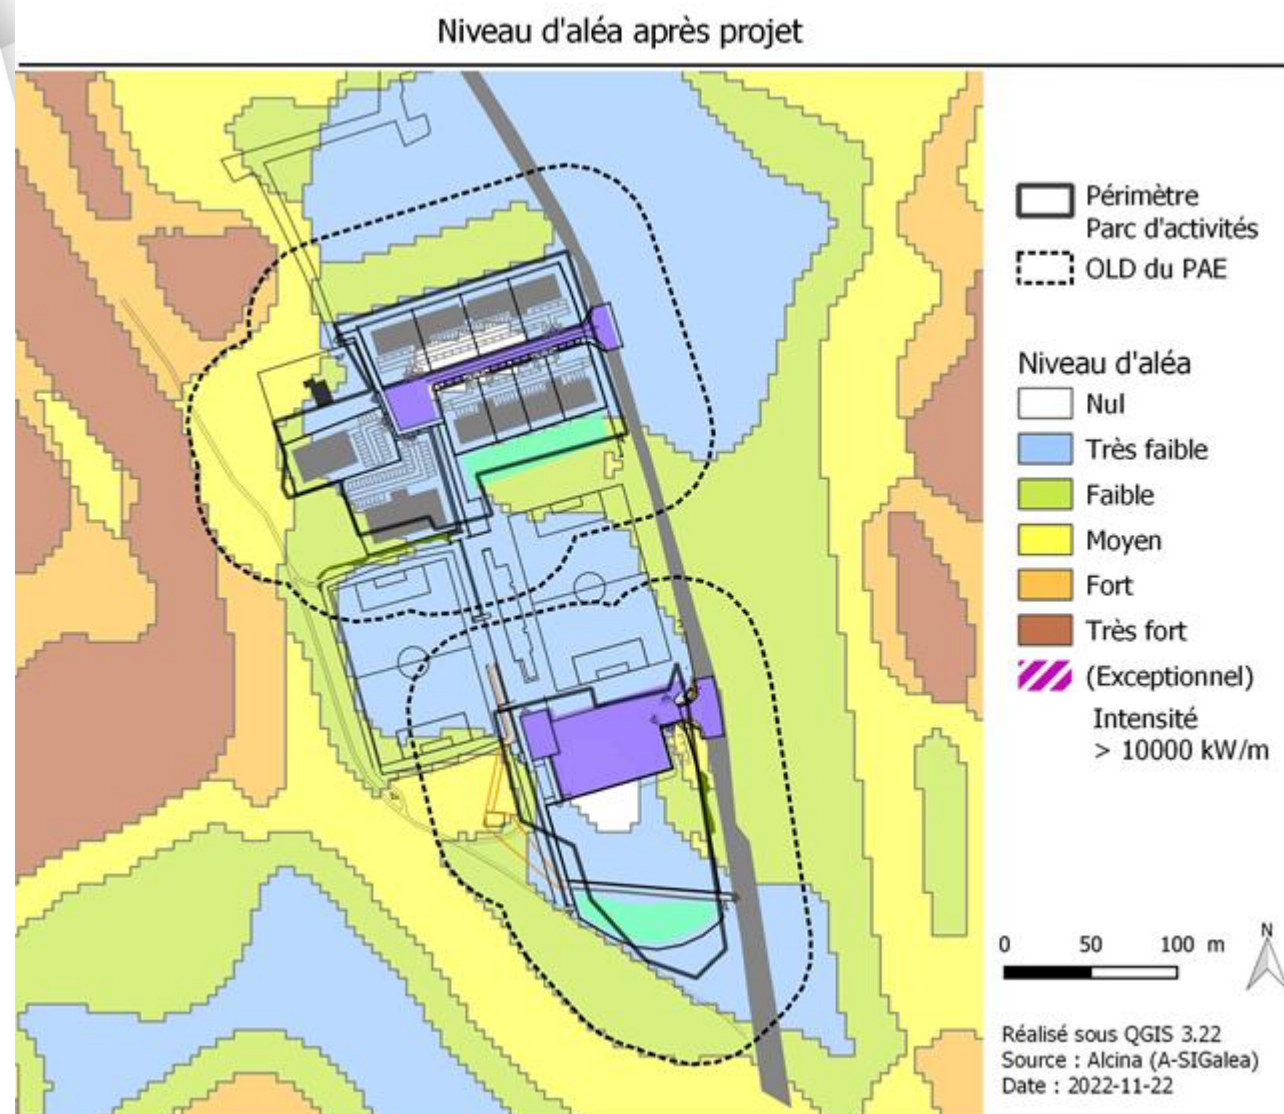 Niveau d'aléa après projet
Périmètre
Parc d'activités
OLD du PAE
Niveau d'aléa
Nul
Très faible
Faible
Moyen
Fort
Très fort
(Exceptionnel)
Intensité
> 10000 kW/m
0 50 100 m
N
Réalisé sous QGIS 3.22
Source : Alcina (A-SIGalea)
Date : 2022-11-22